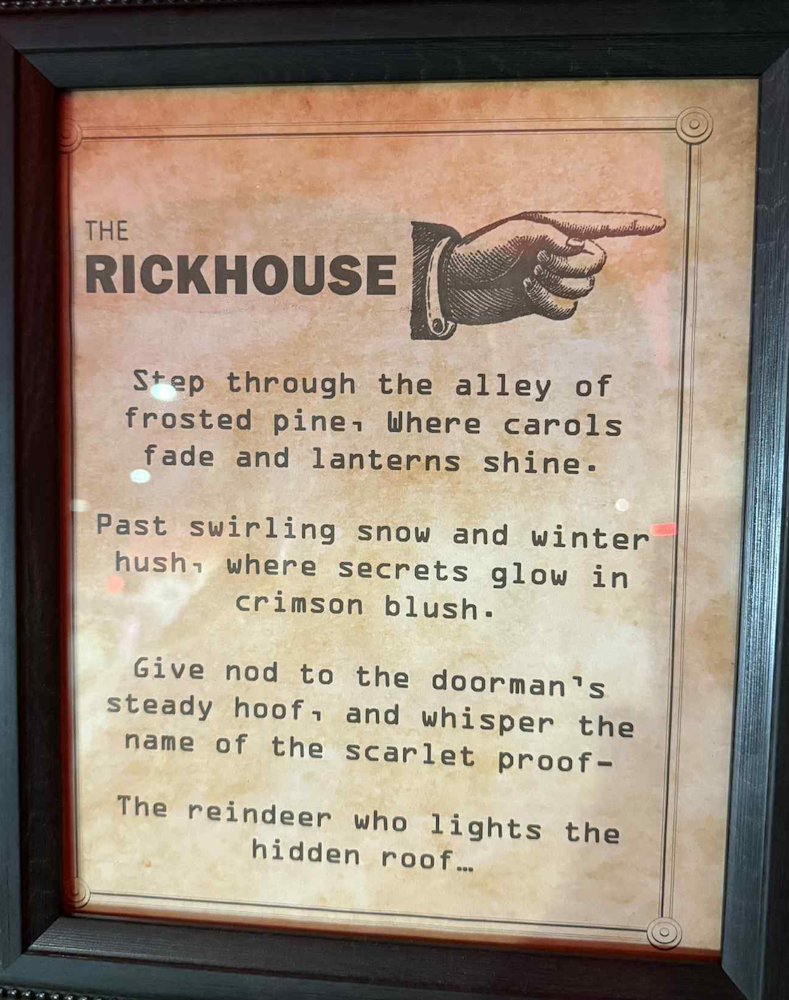 THE
RICKHOUSE
Step through the alley of
frosted pine, Where carols
fade and lanterns shine.
Past swirling snow and winter
hush, where secrets glow in
crimson blush.
Give nod to the doorman's
steady hoof, and whisper the
name of the scarlet proof-
The reindeer who lights the
hidden roof…